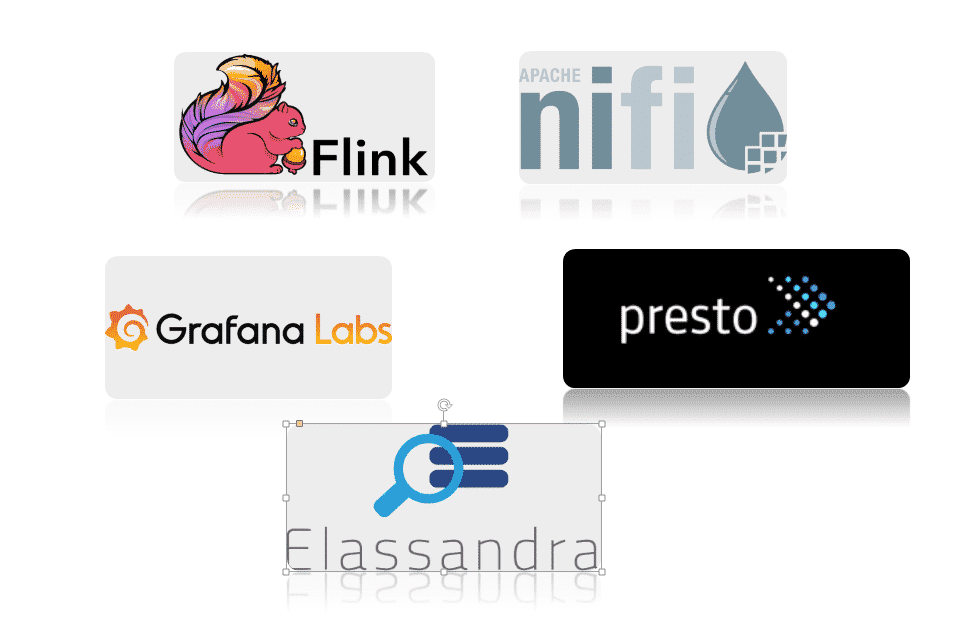 Flink
APACHE
nifi
Grafana Labs
presto
Elassandra